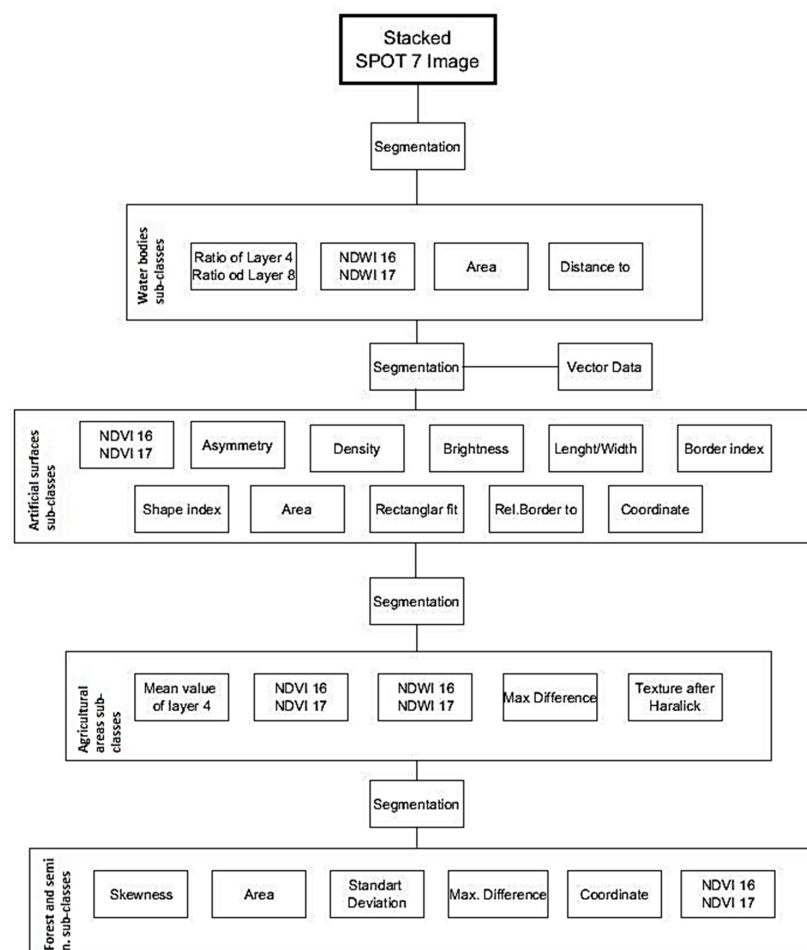 Stacked
SPOT 7 Image
Segmentation
Water bodies
sub-classes
Ratio of Layer 4
Ratio od Layer 8
NDWI 16
NDWI 17
Area
Distance to
Segmentation
Vector Data
Artificial surfaces
sub-classes
NDVI 16
NDVI 17
Asymmetry
Density
Brightness
Lenght/Width
Border index
Shape index
Area
Rectanglar fit
Rel.Border to
Coordinate
Segmentation
Agricultural
areas sub-
classes
Mean value
of layer 4
NDVI 16
NDVI 17
NDWI 16
NDWI 17
Max Difference
Texture after
Haralick
Segmentation
Forest and semi
n. sub-classes
Skewness
Area
Standart
Deviation
Max. Difference
Coordinate
NDVI 16
NDVI 17